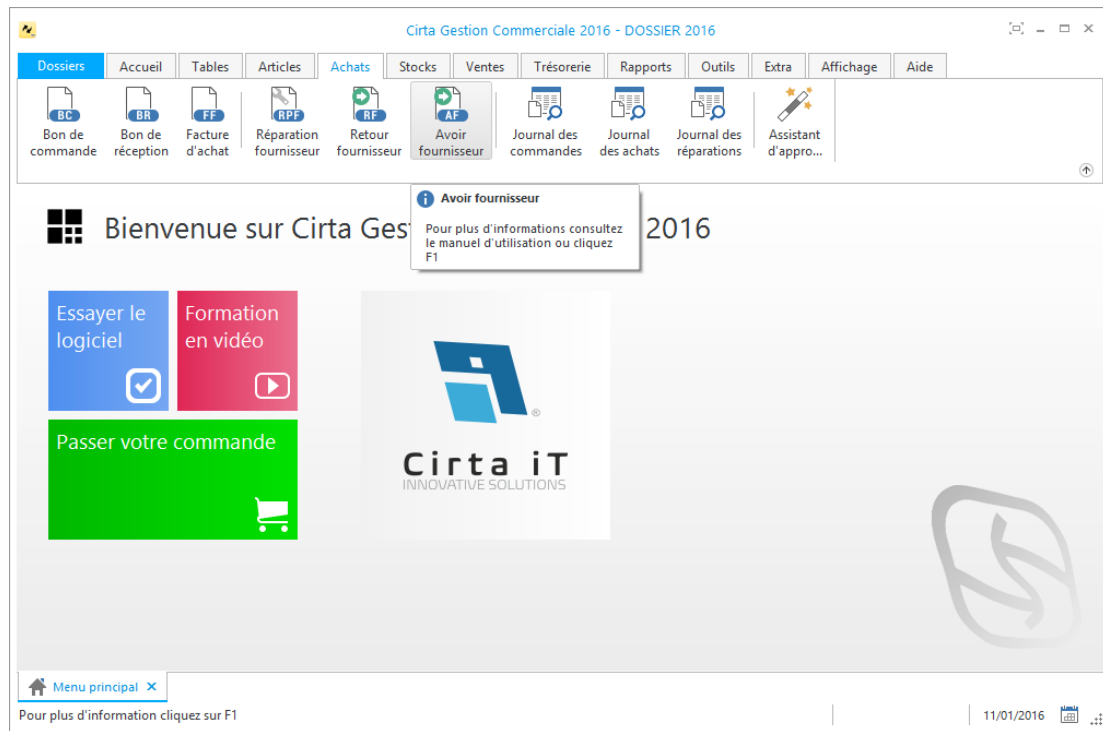 Cirta Gestion Commerciale 2016 - DOSSIER 2016
Dossiers Accueil Tables Articles Achats Stocks Ventes Trésorerie Rapports Outils Extra Affichage Aide
BC BR FF RPF RF AF
Bon de commande
Bon de réception
Facture d'achat
Réparation fournisseur
Retour fournisseur
Avoir fournisseur
Journal des commandes
Journal des achats
Journal des réparations
Assistant d'appro...
Avoir fournisseur
Pour plus d'informations consultez
le manuel d'utilisation ou cliquez
F1
Bienvenue sur Cirta Ges 2016
Essayer le
logiciel
Formation
en vidéo
Passer votre commande
Cirta iT
INNOVATIVE SOLUTIONS
Menu principal
Pour plus d'information cliquez sur F1
11/01/2016